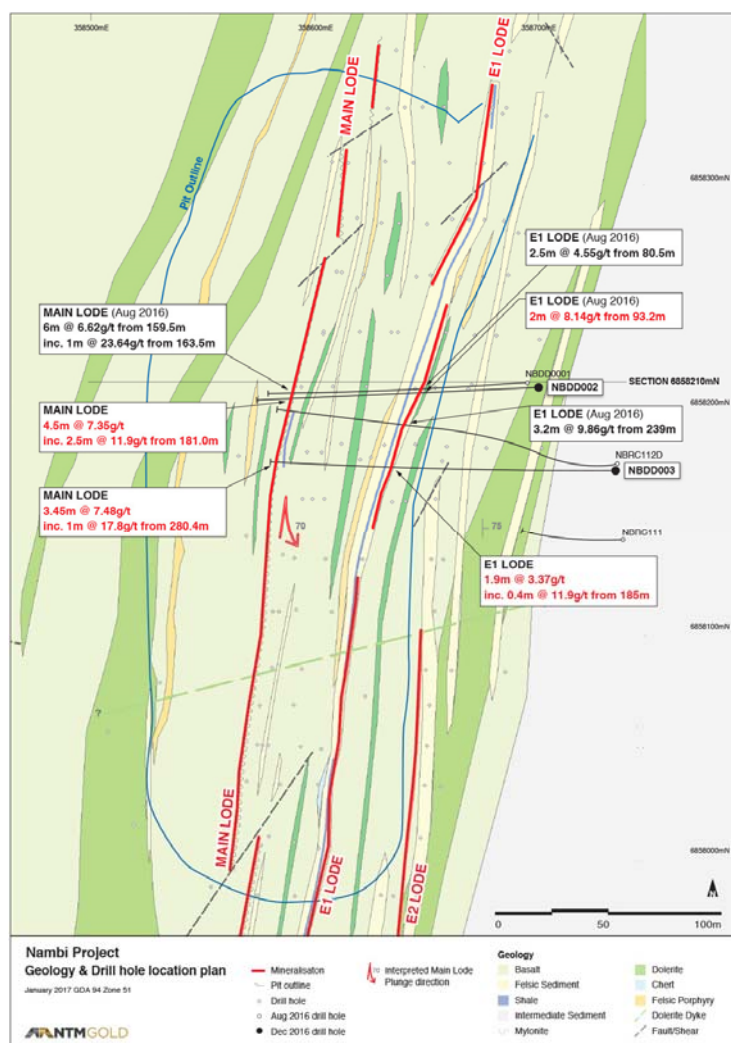 358500mE
358600mE
358700mE
E1 LODE
MAIN LODE
Pit Outline
6858300mN
E1 LODE (Aug 2016)
2.5m @ 4.55g/t from 80.5m
MAIN LODE (Aug 2016)
6m @ 6.62g/t from 159.5m
inc. 1m @ 23.64g/t from 163.5m
E1 LODE (Aug 2016)
2m @ 8.14g/t from 93.2m
NBDD0001
SECTION 6858210mN
NBDD002
6858200mN
MAIN LODE
4.5m @ 7.35g/t
inc. 2.5m @ 11.9g/t from 181.0m
E1 LODE (Aug 2016)
3.2m @ 9.86g/t from 239m
NBRC112D
NBDD003
MAIN LODE
3.45m @ 7.48g/t
inc. 1m @ 17.8g/t from 280.4m
70
75
NBRC111
E1 LODE
1.9m @ 3.37g/t
inc. 0.4m @ 11.9g/t from 185m
6858100mN
?
MAIN LODE
E1 LODE
E2 LODE
6858000mN
N
0 50 100m
Nambi Project
Geology & Drill hole location plan
January 2017 GDA 94 Zone 51
NTMGOLD
Mineralisaton
Pit outline
Drill hole
Aug 2016 drill hole
Dec 2016 drill hole
70 Interpreted Main Lode
Plunge direction
Geology
Basalt
Felsic Sediment
Shale
Intermediate Sediment
Mylonite
Dolerite
Chert
Felsic Porphyry
Dolerite Dyke
Fault/Shear